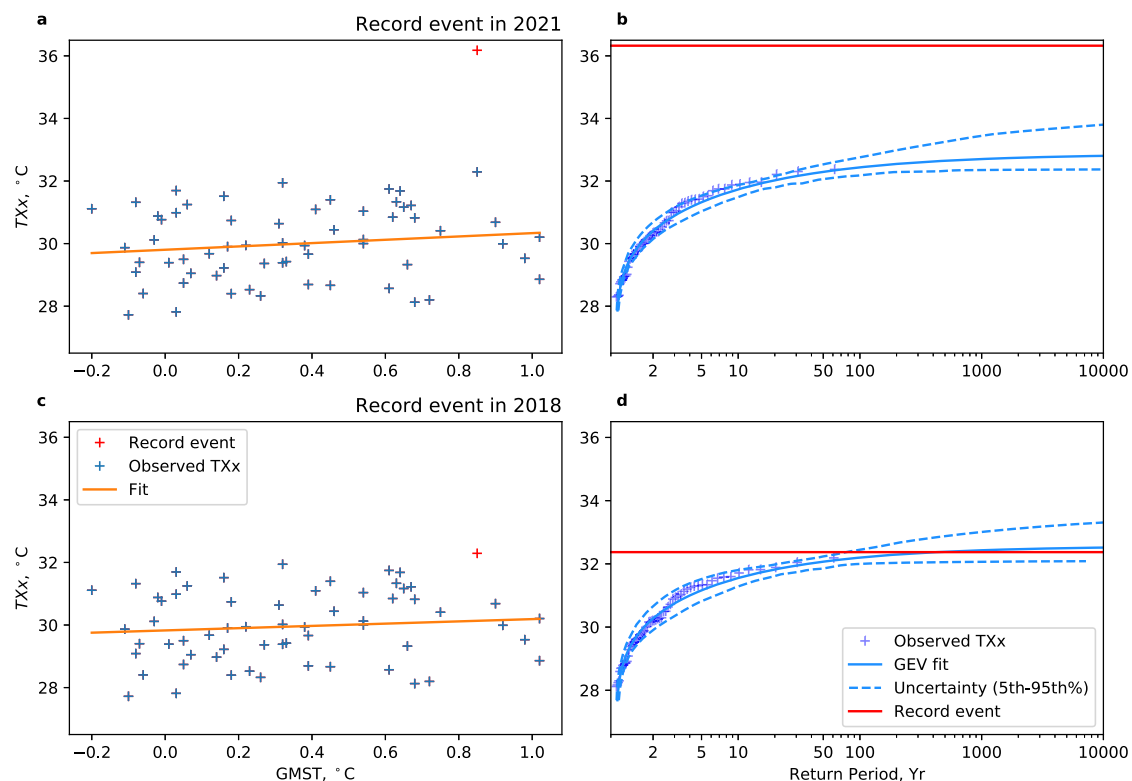 a
Record event in 2021
b
36
34
32
30
28
TXx, °C
−0.2
0.0
0.2
0.4
0.6
0.8
1.0
36
34
32
30
28
2
5
10
50
100
1000
10000
c
Record event in 2018
d
36
34
32
30
28
TXx, °C
Record event
Observed TXx
Fit
−0.2
0.0
0.2
0.4
0.6
0.8
1.0
GMST, °C
36
34
32
30
28
Observed TXx
GEV fit
Uncertainty (5th-95th%)
Record event
2
5
10
50
100
1000
10000
Return Period, Yr